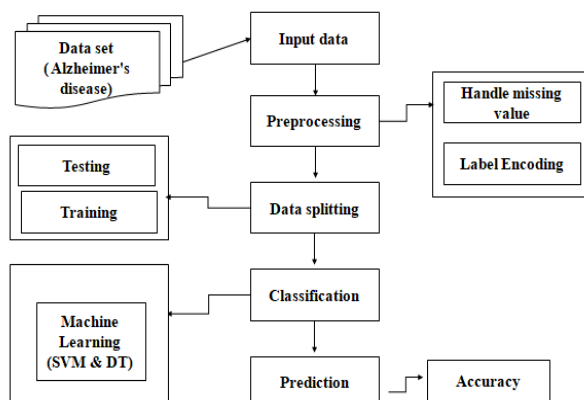 Data set
( Alzheimer's
disease)
Input data
Preprocessing
Handle missing
value
Label Encoding
Testing
Training
Data splitting
Classification
Machine
Learning
(SVM & DT)
Prediction
Accuracy